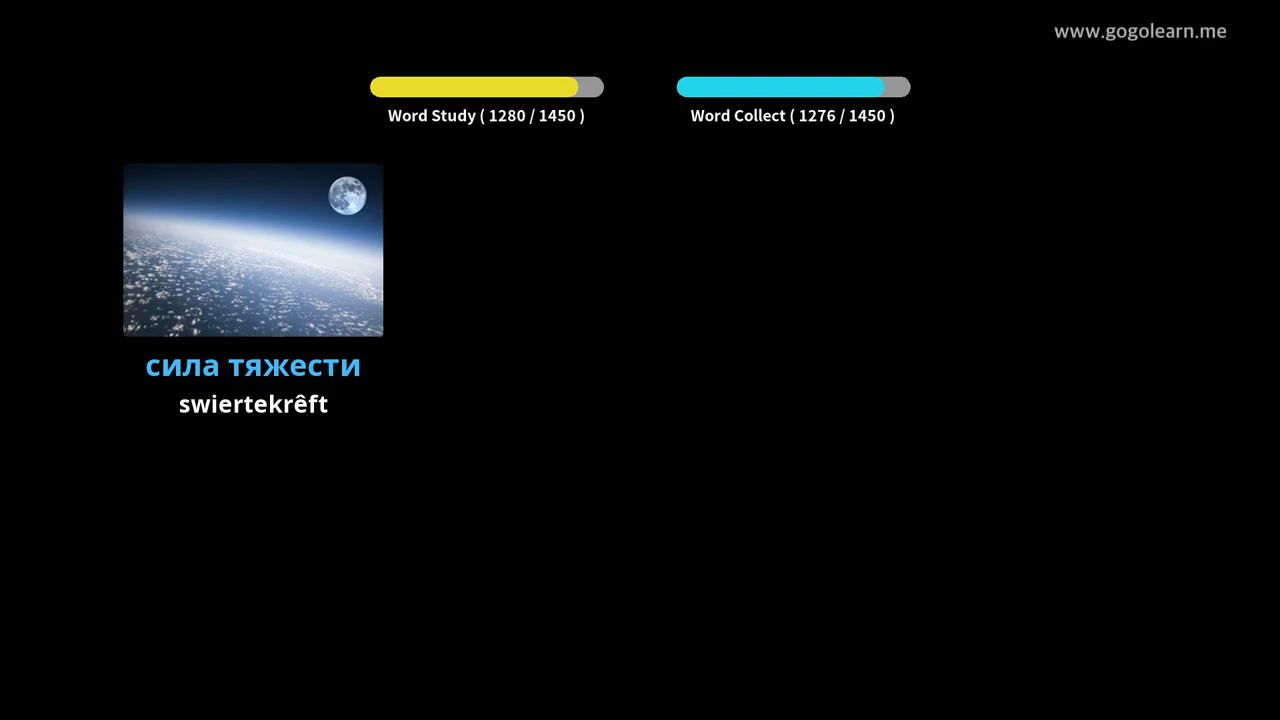 www.gogolearn.me
Word Study ( 1280 / 1450 )
Word Collect ( 1276 / 1450 )
сила тяжести
swiertekrêft